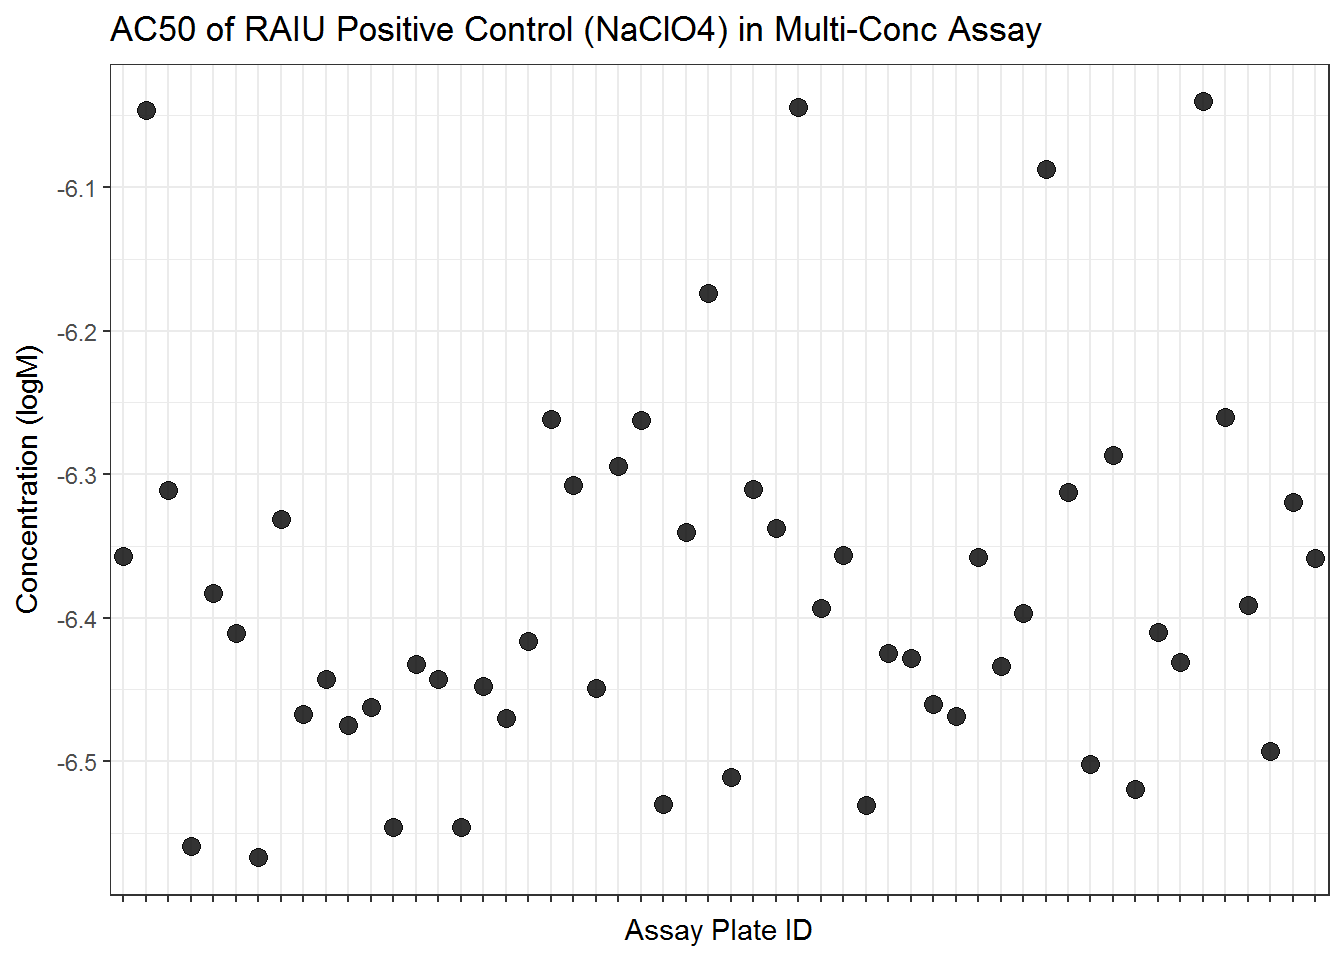 AC50 of RAIU Positive Control (NaClO4) in Multi-Conc Assay
Concentration (logM)
-6.1
-6.2
-6.3
-6.4
-6.5
Assay Plate ID